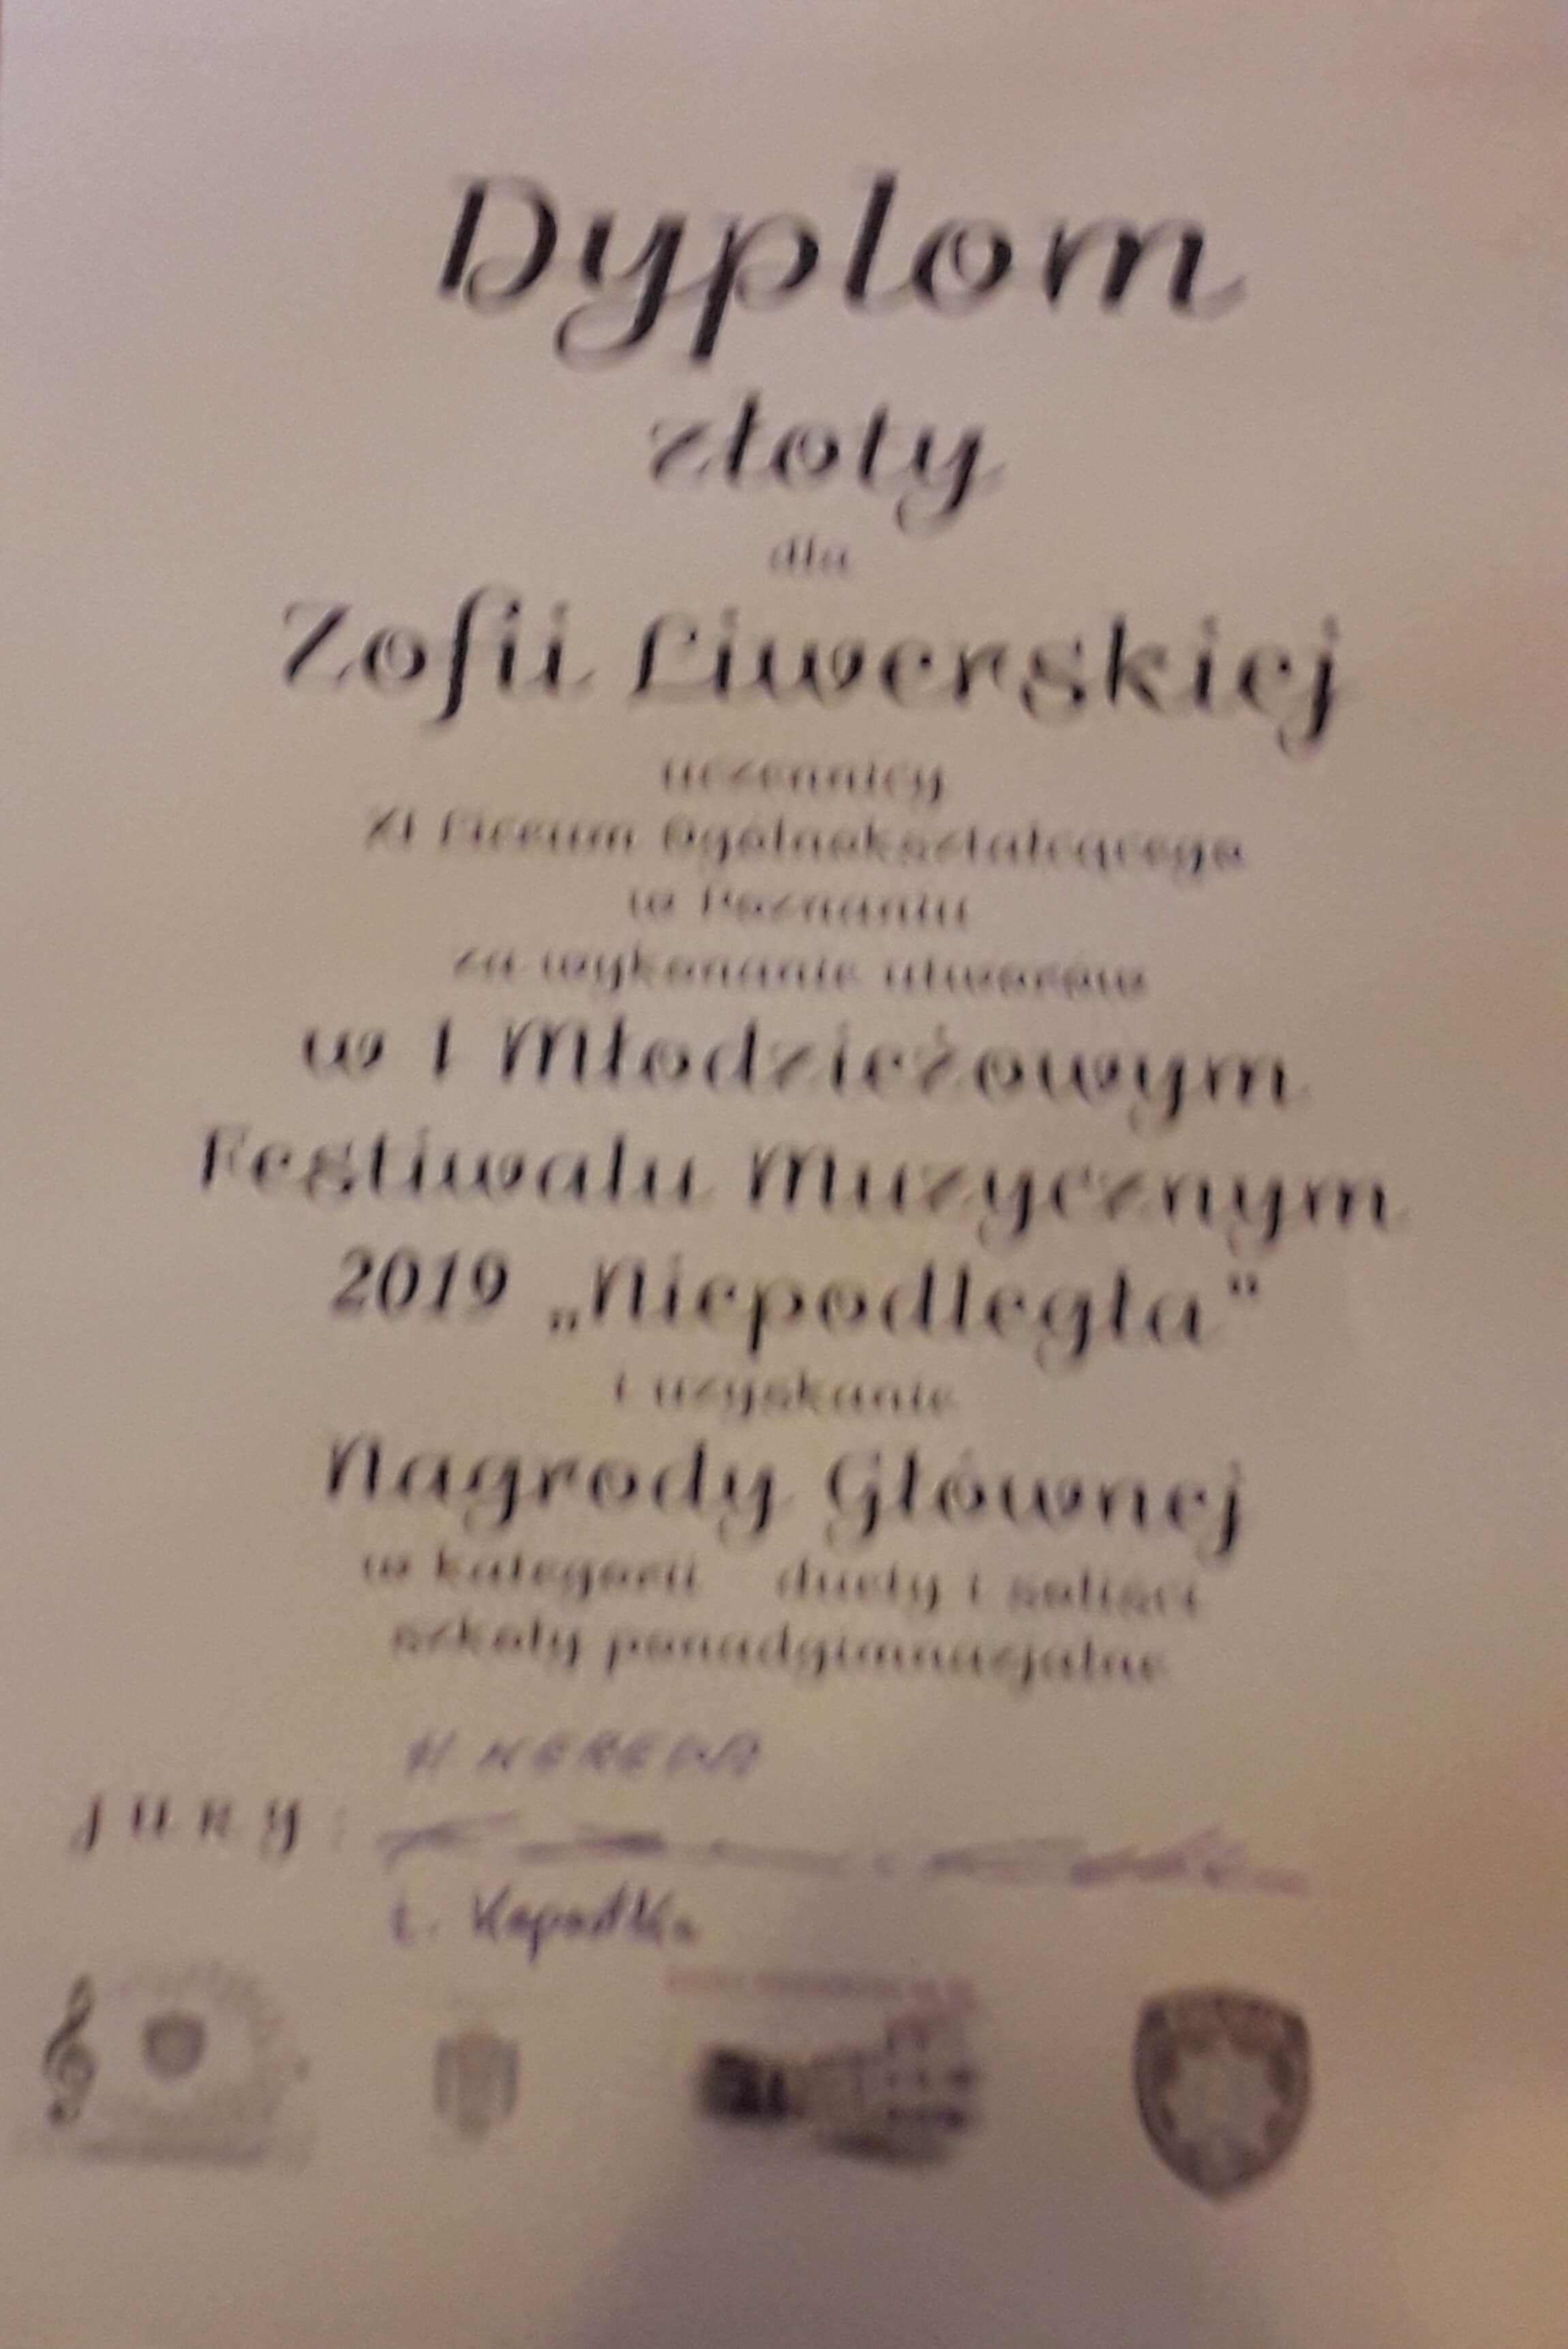 Dyplom
złoty
dla
Zofii Liwerskiej
uczennicy
XI Liceum Ogólnokształcącego
w Poznaniu
za wykonanie utworów
w I Młodzieżowym
Festiwalu Muzycznym
2019 „Niepodległa”
i uzyskanie
Nagrody Głównej
w kategorii duety i soliści
szkoły ponadgimnazjalne
jury: